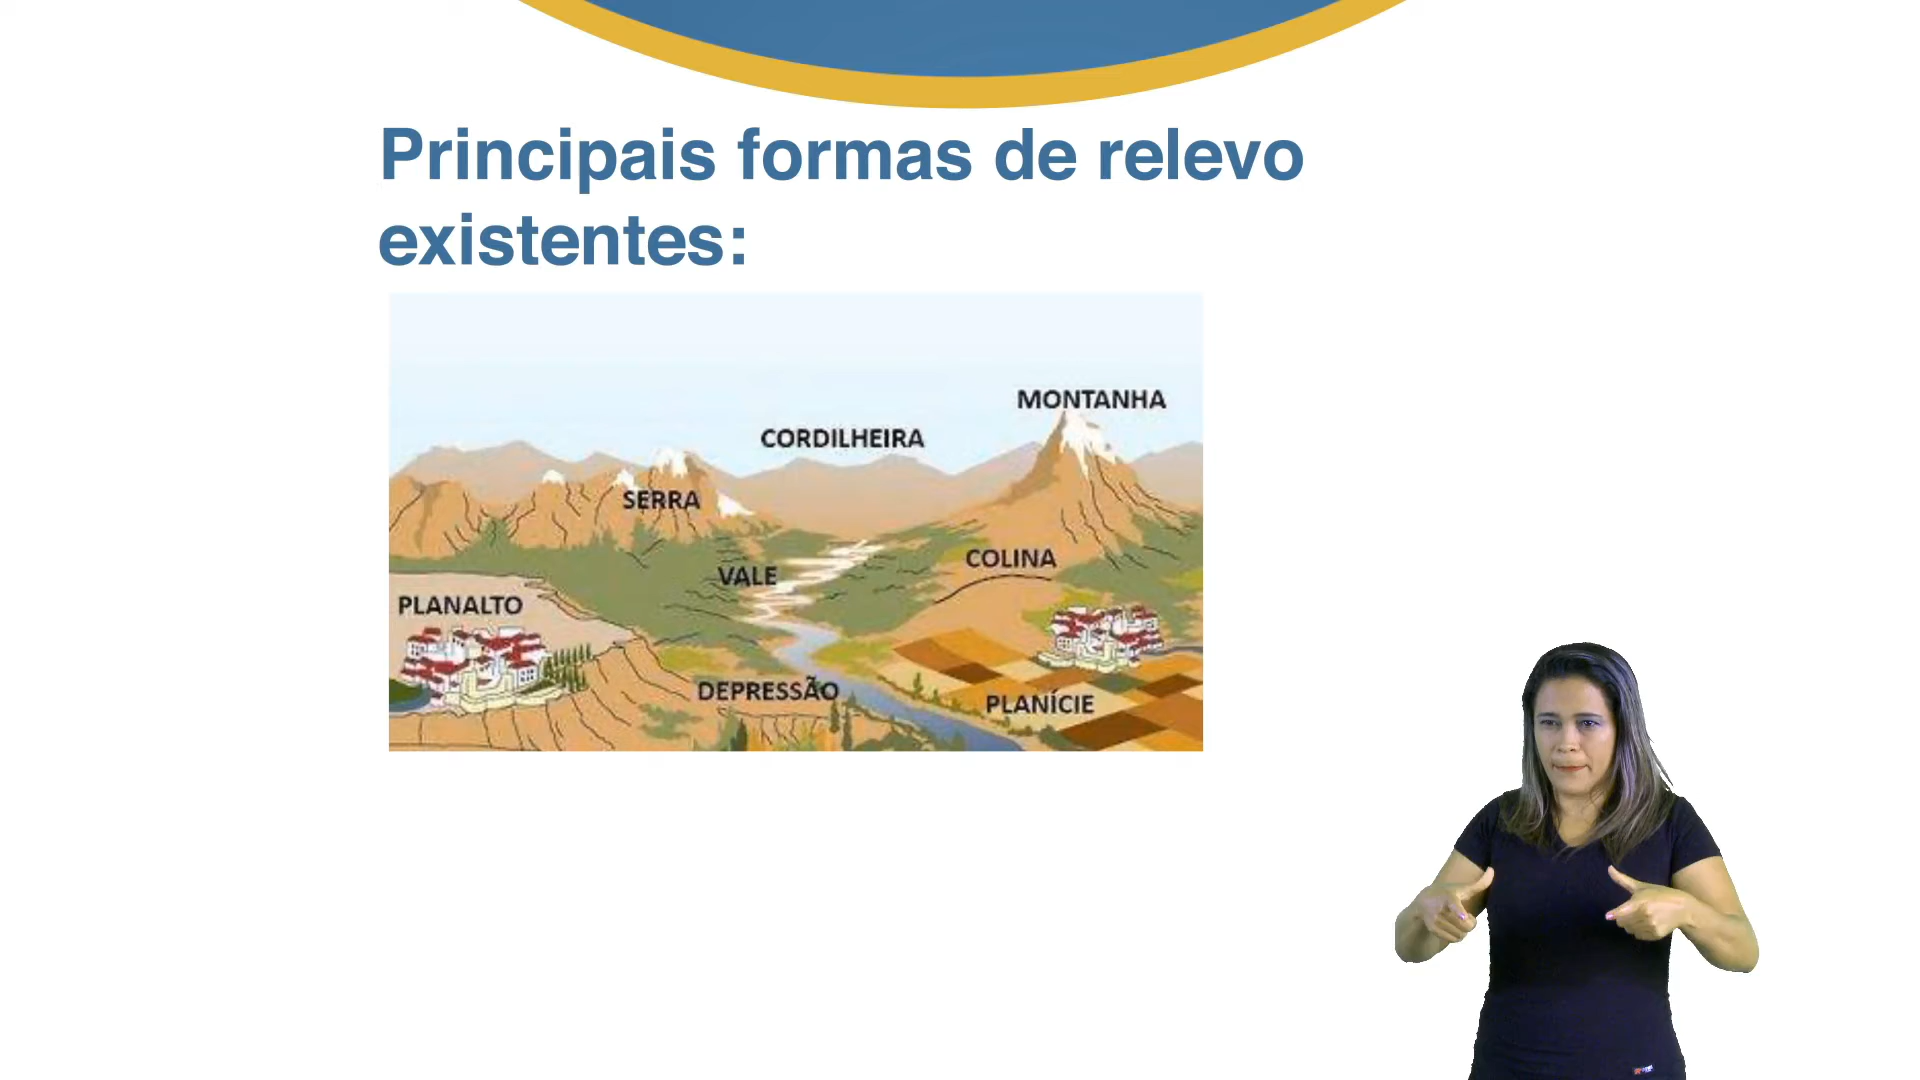 Principais formas de relevo
existentes:
MONTANHA
CORDILHEIRA
SERRA
COLINA
VALE
PLANALTO
DEPRESSÃO
PLANÍCIE